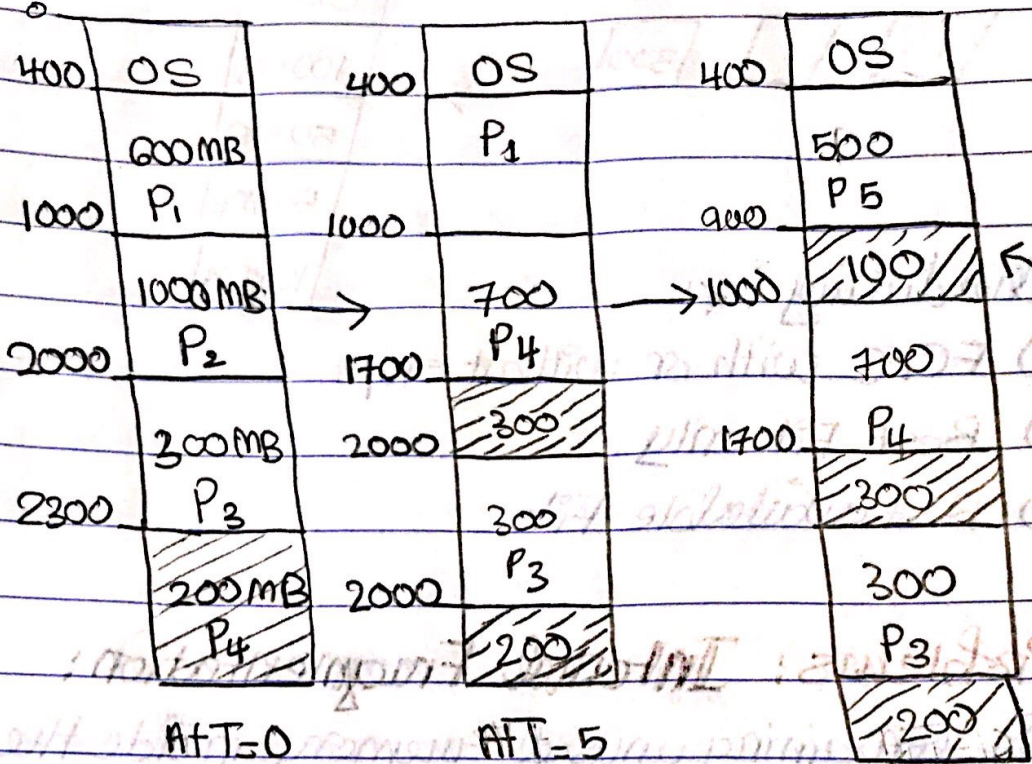 0
400 OS 400 OS 400 OS
600MB P1 500
1000 P1 1000 900 P5
100
1000MB 700 1000
2000 P2 1700 P4 700
300
300MB 2000 1700 P4
2300 P3 300 300
P3
200MB 2000 300
P4 200 P3
200
AtT=0 AtT=5